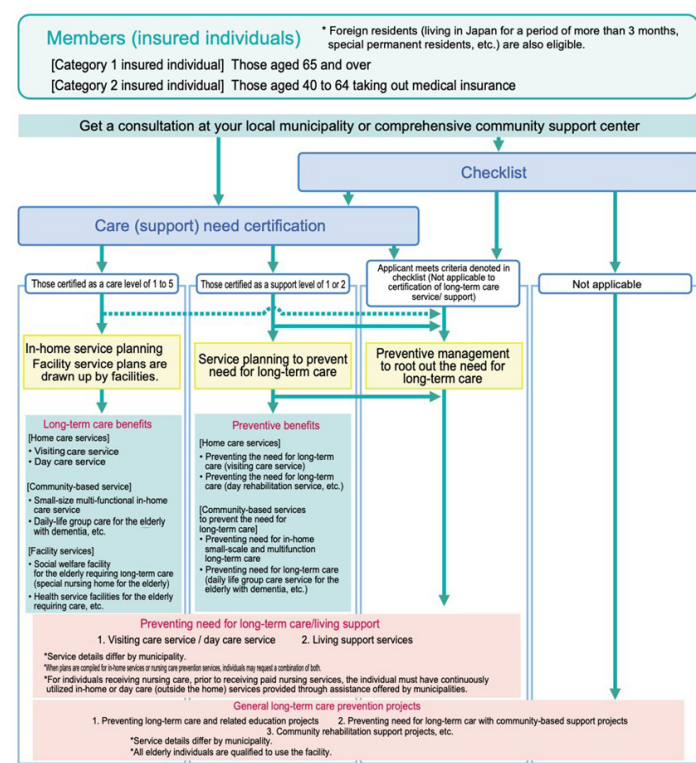 Members (insured individuals)
* Foreign residents (living in Japan for a period of more than 3 months,
special permanent residents, etc.) are also eligible.
[Category 1 insured individual] Those aged 65 and over
[Category 2 insured individual] Those aged 40 to 64 taking out medical insurance
Get a consultation at your local municipality or comprehensive community support center
Checklist
Care (support) need certification
Those certified as a care level of 1 to 5
Those certified as a support level of 1 or 2
Applicant meets criteria denoted in
checklist (Not applicable to
certification of long-term care
service/ support)
Not applicable
In-home service planning
Facility service plans are
drawn up by facilities.
Service planning to prevent
need for long-term care
Preventive management
to root out the need for
long-term care
Long-term care benefits
[Home care services]
• Visiting care service
• Day care service
[Community-based service]
• Small-size multi-functional in-home
care service
• Daily-life group care for the elderly
with dementia, etc.
[Facility services]
• Social welfare facility
for the elderly requiring long-term care
(special nursing home for the elderly)
• Health service facilities for the elderly
requiring care, etc.
Preventive benefits
[Home care services]
• Preventing the need for long-term
care (visiting care service)
• Preventing the need for long-term
care (day rehabilitation service, etc.)
[Community-based services
to prevent the need for
long-term care]
• Preventing need for in-home
small-scale and multifunction
long-term care
• Preventing need for long-term care
(daily life group care service for the
elderly with dementia, etc.)
Preventing need for long-term care/living support
1. Visiting care service / day care service 2. Living support services
*Service details differ by municipality.
*When plans are compiled for in-home services or nursing care prevention services, individuals may request a combination of both.
*For individuals receiving nursing care, prior to receiving paid nursing services, the individual must have continuously
utilized in-home or day care (outside the home) services provided through assistance offered by municipalities.
General long-term care prevention projects
1. Preventing long-term care and related education projects 2. Preventing need for long-term car with community-based support projects
3. Community rehabilitation support projects, etc.
*Service details differ by municipality.
*All elderly individuals are qualified to use the facility.